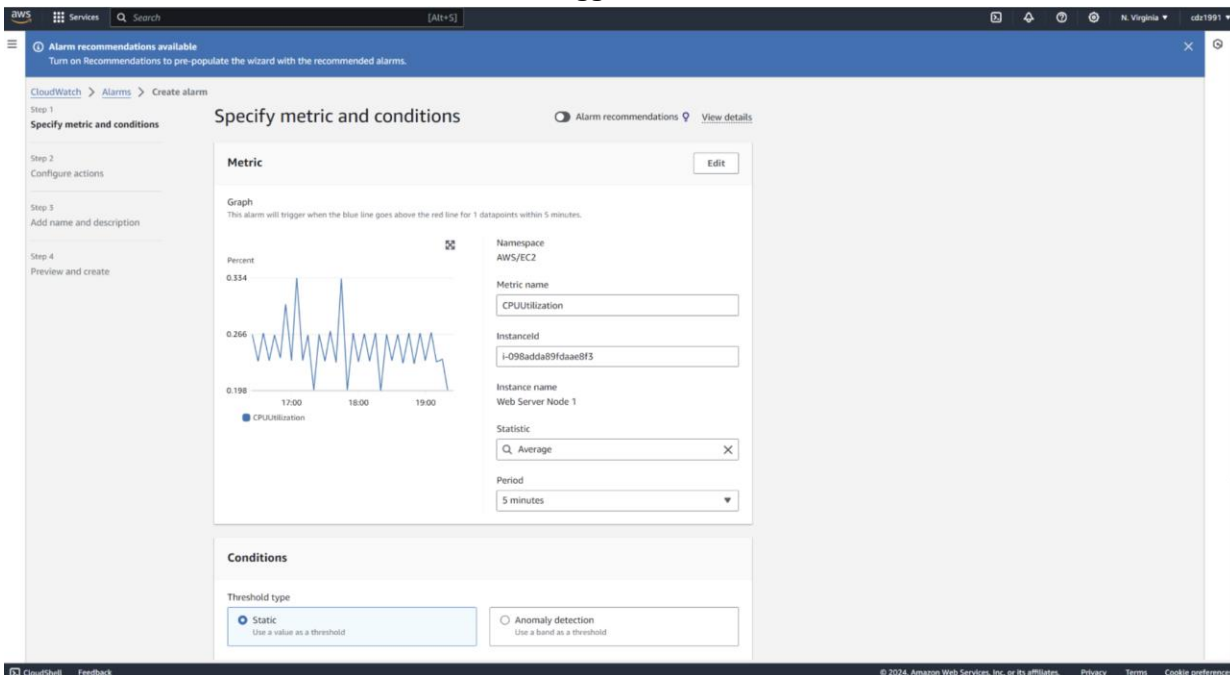 aws
Services
Search
[Alt+S]
N. Virginia
cdz1991
Alarm recommendations available
Turn on Recommendations to pre-populate the wizard with the recommended alarms.
CloudWatch > Alarms > Create alarm
Step 1
Specify metric and conditions
Step 2
Configure actions
Step 3
Add name and description
Step 4
Preview and create
Specify metric and conditions
Alarm recommendations
View details
Metric
Edit
Graph
This alarm will trigger when the blue line goes above the red line for 1 datapoints within 5 minutes.
Percent
0.334
0.266
0.198
17:00 18:00 19:00
CPUUtilization
Namespace
AWS/EC2
Metric name
CPUUtilization
InstanceId
i-098adda89fdaae8f3
Instance name
Web Server Node 1
Statistic
Average
Period
5 minutes
Conditions
Threshold type
Static
Use a value as a threshold
Anomaly detection
Use a band as a threshold
CloudShell
Feedback
© 2024, Amazon Web Services, Inc. or its affiliates.
Privacy
Terms
Cookie preferences